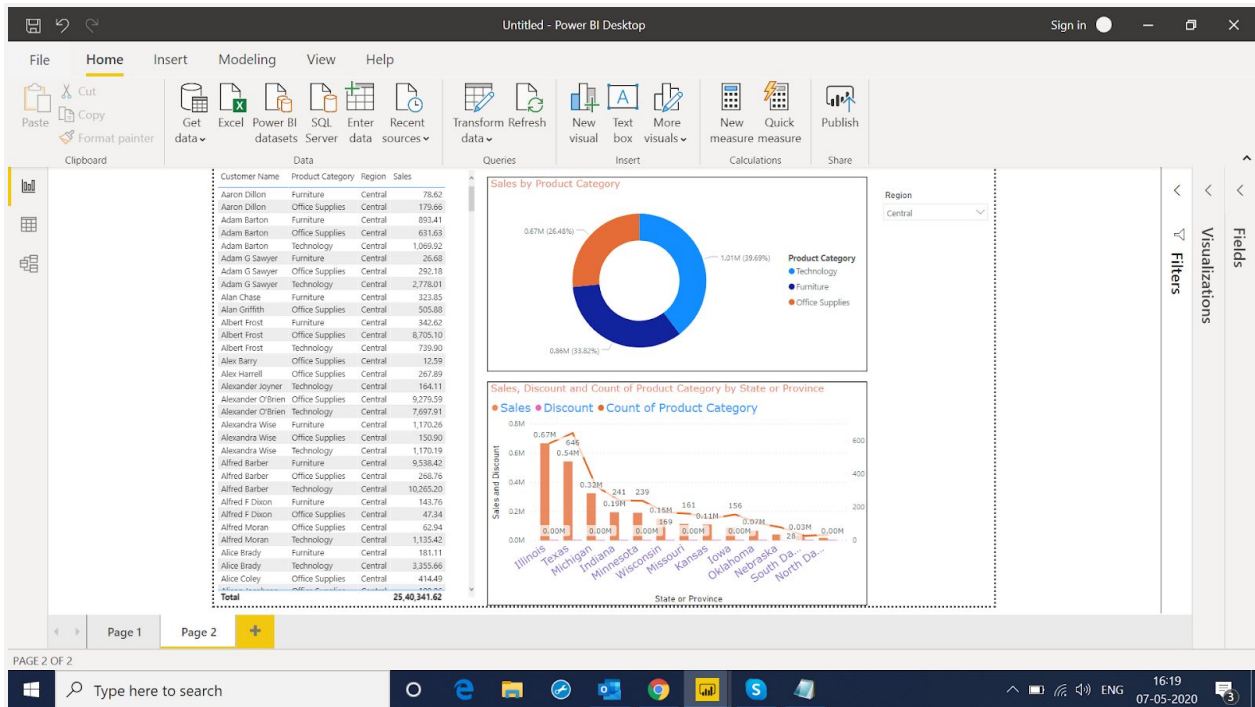 Untitled - Power BI Desktop
Sign in
File Home Insert Modeling View Help
Paste
Cut
Copy
Format painter
Get data
Excel
Power BI datasets
SQL Server
Enter data
Recent sources
Transform data
Refresh
New visual
Text box
More visuals
New measure
Quick measure
Publish
Clipboard Data Queries Insert Calculations Share
Customer Name Product Category Region Sales
Aaron Dillon Furniture Central 78.62
Aaron Dillon Office Supplies Central 179.66
Adam Barton Furniture Central 893.41
Adam Barton Office Supplies Central 631.63
Adam Barton Technology Central 1,069.92
Adam G Sawyer Furniture Central 26.68
Adam G Sawyer Office Supplies Central 292.18
Adam G Sawyer Technology Central 2,778.01
Alan Chase Furniture Central 323.85
Alan Griffith Office Supplies Central 505.88
Albert Frost Furniture Central 342.62
Albert Frost Office Supplies Central 8,705.10
Albert Frost Technology Central 739.90
Alex Barry Office Supplies Central 12.59
Alex Harrell Office Supplies Central 267.89
Alexander Joyner Technology Central 164.11
Alexander O'Brien Office Supplies Central 9,279.59
Alexander O'Brien Technology Central 7,697.91
Alexandra Wise Furniture Central 1,170.26
Alexandra Wise Office Supplies Central 150.90
Alexandra Wise Technology Central 1,170.19
Alfred Barber Furniture Central 9,538.42
Alfred Barber Office Supplies Central 268.76
Alfred Barber Technology Central 10,265.20
Alfred F Dixon Furniture Central 143.76
Alfred F Dixon Office Supplies Central 47.34
Alfred Moran Office Supplies Central 62.94
Alfred Moran Technology Central 1,135.42
Alice Brady Furniture Central 181.11
Alice Brady Technology Central 3,355.66
Alice Coley Office Supplies Central 414.49
Total 25,40,341.62
Sales by Product Category
0.67M (26.48%)
1.01M (39.69%)
0.86M (33.82%)
Product Category
Technology
Furniture
Office Supplies
Region
Central
Sales, Discount and Count of Product Category by State or Province
Sales Discount Count of Product Category
Sales and Discount
0.8M
0.6M
0.4M
0.2M
0.0M
600
400
200
0
0.67M
646
0.54M
0.32M
241
0.19M
239
0.15M
169
161
0.11M
156
0.07M
26
0.03M
0.00M
0.00M 0.00M 0.00M 0.00M 0.00M
Illinois
Texas
Michigan
Indiana
Minnesota
Wisconsin
Missouri
Kansas
Iowa
Oklahoma
Nebraska
South Da...
North Da...
State or Province
Filters
Visualizations
Fields
Page 1
Page 2
PAGE 2 OF 2
Type here to search
ENG
16:19
07-05-2020
3